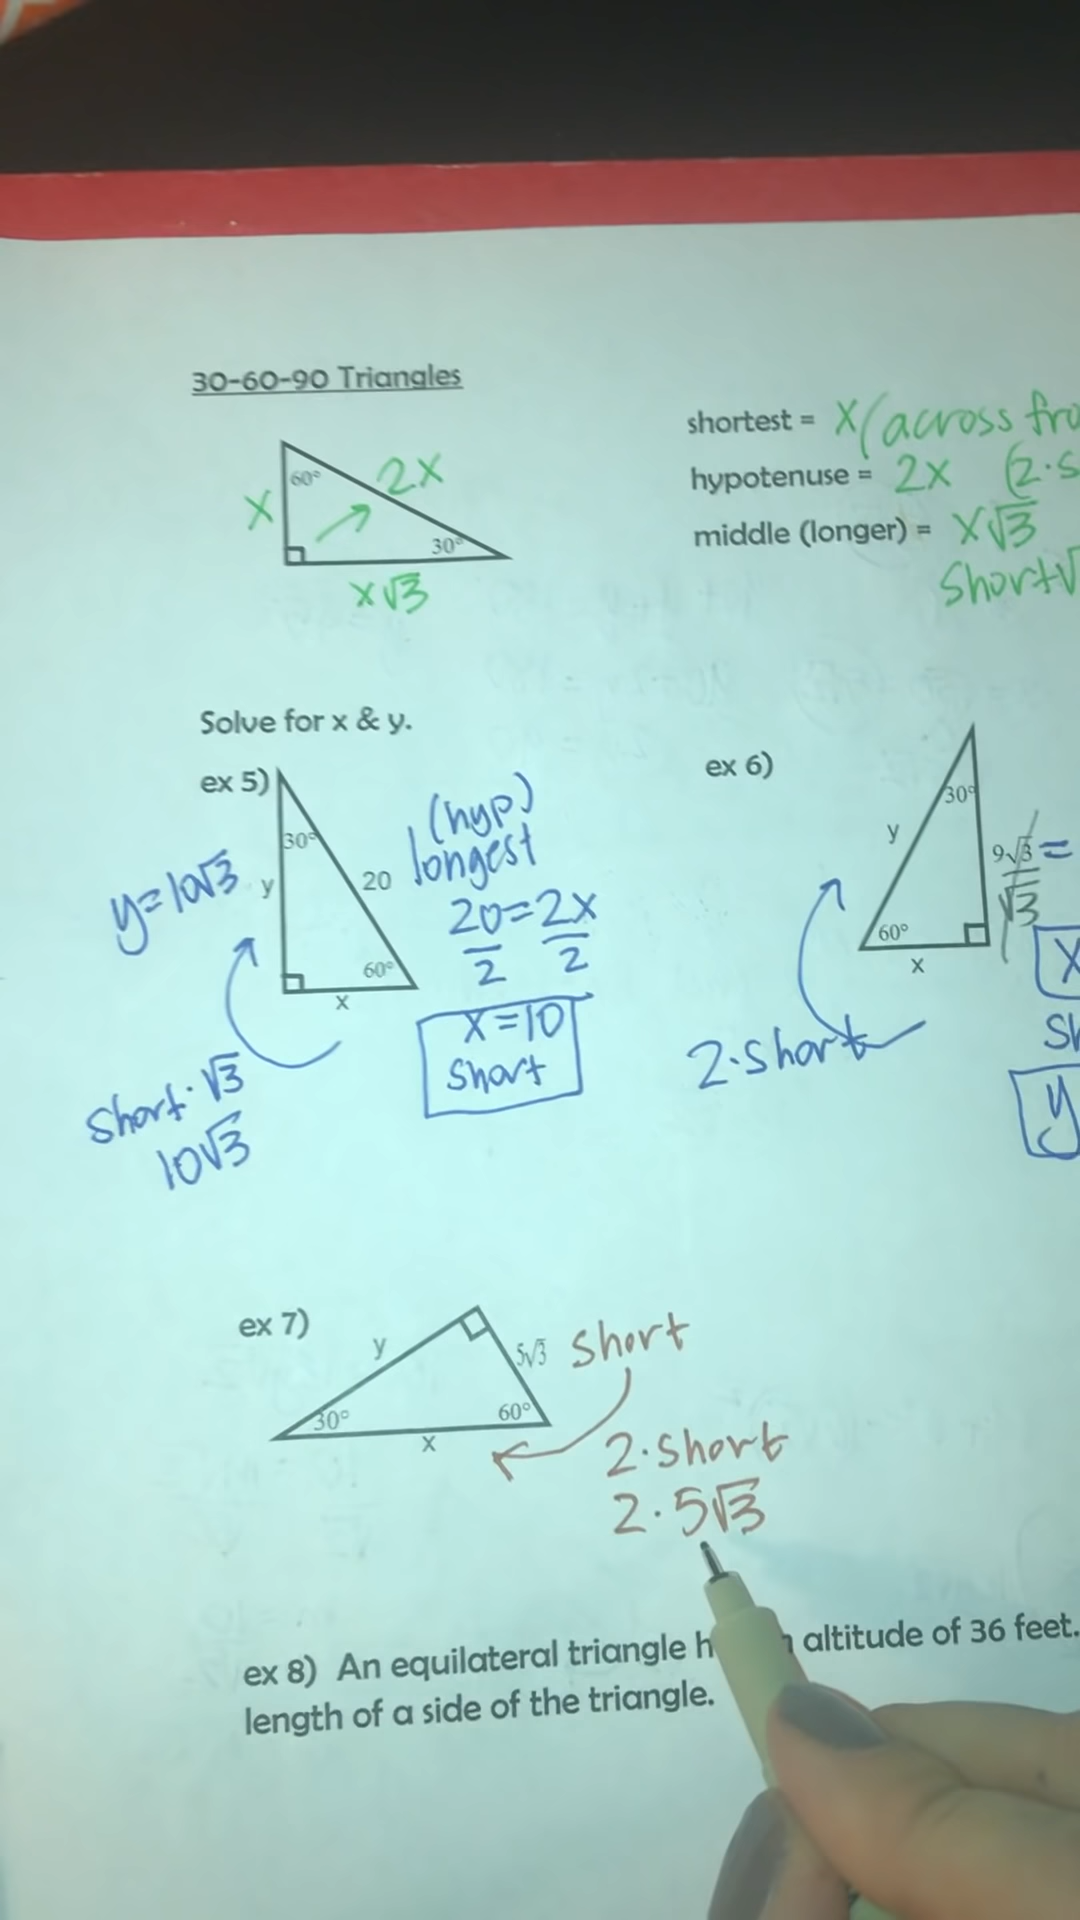 30-60-90 Triangles
60°
2x
x
30°
x√3
shortest = x (across
hypotenuse = 2x (2·
middle (longer) = x√3
Short√
Solve for x & y.
ex 5)
30°
y
20
60°
x
y=10√3
(hyp)
longest
20=2x
2 2
x=10
Short
Short·√3
10√3
ex 6)
30°
y
9√3 =
√3
60°
x
x
2·short
y
ex 7)
y
5√3
short
30°
60°
x
2·short
2·5√3
ex 8) An equilateral triangle altitude of 36 feet.
length of a side of the triangle.